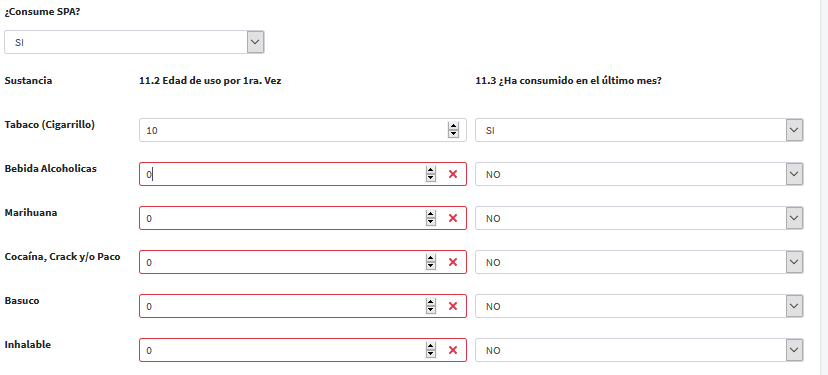 ¿Consume SPA?
SI
Sustancia 11.2 Edad de uso por 1ra. Vez 11.3 ¿Ha consumido en el último mes?
Tabaco (Cigarrillo) 10 SI
Bebida Alcoholicas 0 NO
Marihuana 0 NO
Cocaína, Crack y/o Paco 0 NO
Basuco 0 NO
Inhalable 0 NO